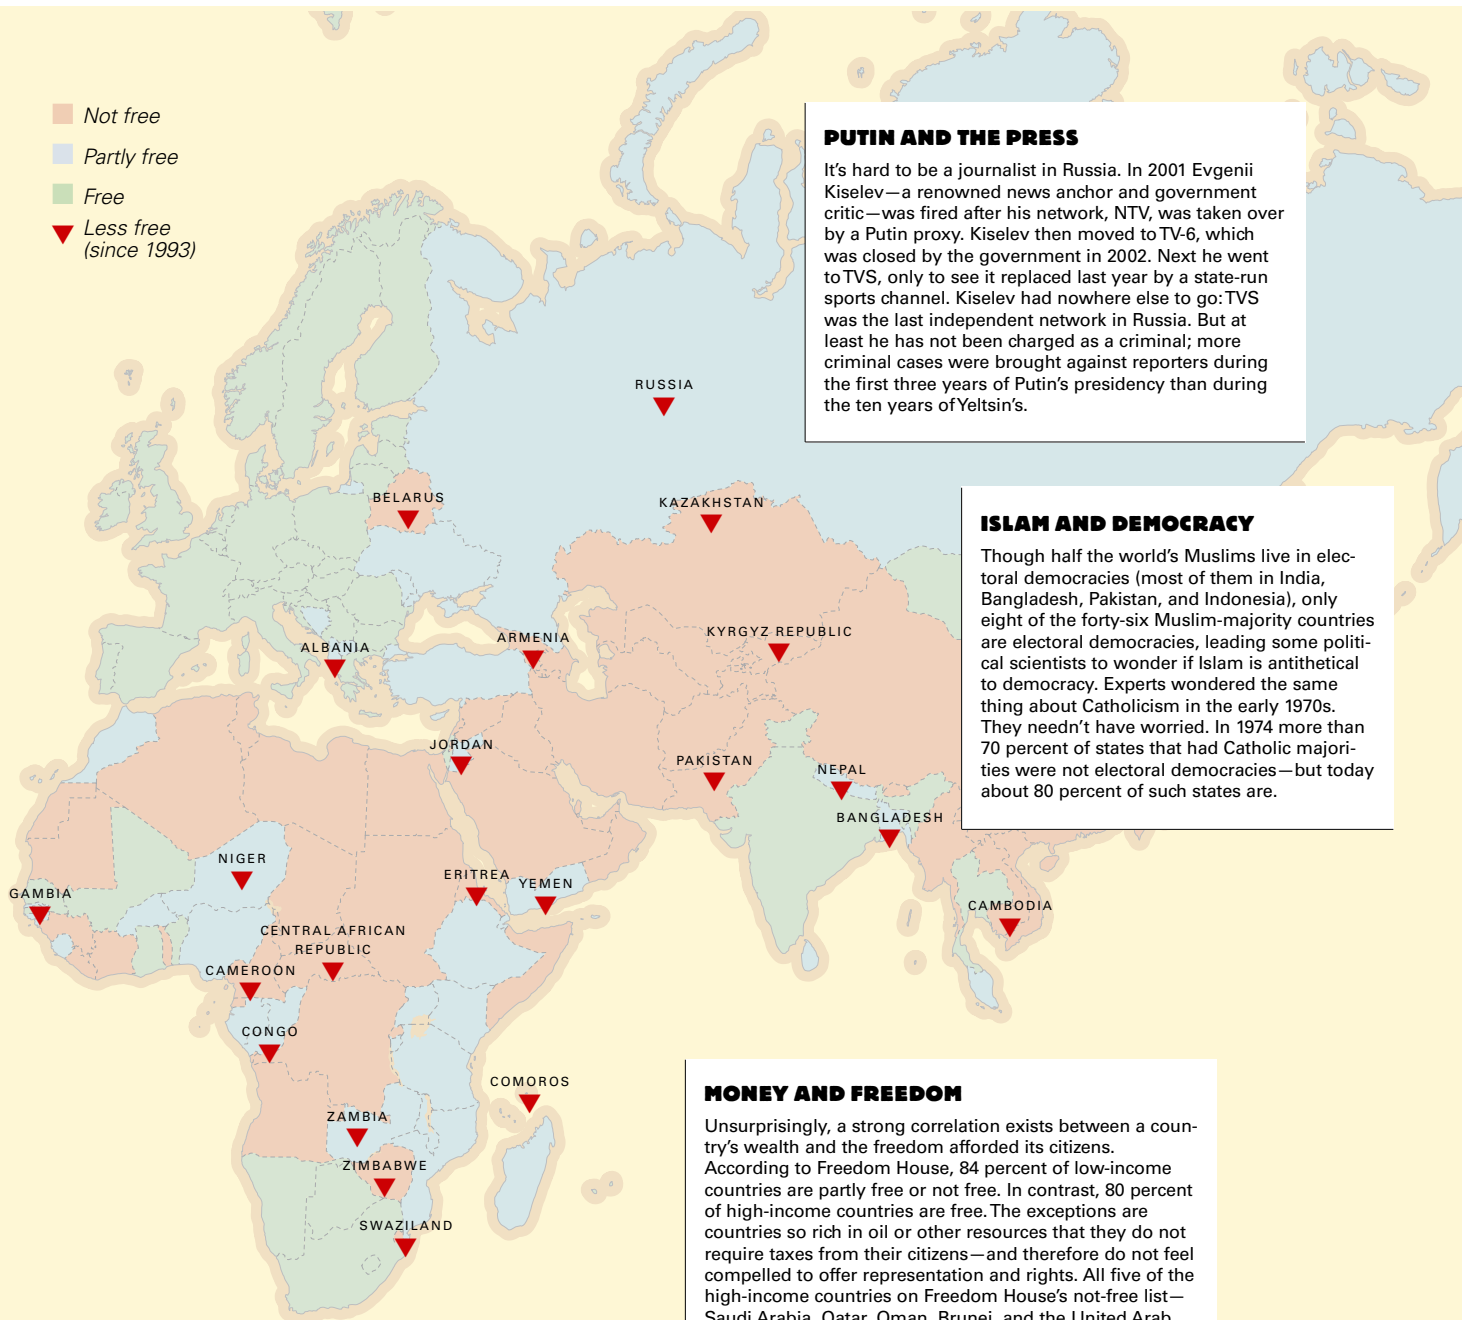 Not free
Partly free
Free
Less free
(since 1993)
PUTIN AND THE PRESS
It's hard to be a journalist in Russia. In 2001 Evgenii
Kiselev—a renowned news anchor and government
critic—was fired after his network, NTV, was taken over
by a Putin proxy. Kiselev then moved to TV-6, which
was closed by the government in 2002. Next he went
to TVS, only to see it replaced last year by a state-run
sports channel. Kiselev had nowhere else to go: TVS
was the last independent network in Russia. But at
least he has not been charged as a criminal; more
criminal cases were brought against reporters during
the first three years of Putin's presidency than during
the ten years of Yeltsin's.
RUSSIA
BELARUS
KAZAKHSTAN
ISLAM AND DEMOCRACY
Though half the world's Muslims live in elec-
toral democracies (most of them in India,
Bangladesh, Pakistan, and Indonesia), only
eight of the forty-six Muslim-majority countries
are electoral democracies, leading some politi-
cal scientists to wonder if Islam is antithetical
to democracy. Experts wondered the same
thing about Catholicism in the early 1970s.
They needn't have worried. In 1974 more than
70 percent of states that had Catholic majori-
ties were not electoral democracies—but today
about 80 percent of such states are.
ALBANIA
ARMENIA
KYRGYZ REPUBLIC
JORDAN
PAKISTAN
NEPAL
BANGLADESH
NIGER
GAMBIA
ERITREA
YEMEN
CAMBODIA
CENTRAL AFRICAN
REPUBLIC
CAMEROON
CONGO
COMOROS
ZAMBIA
ZIMBABWE
SWAZILAND
MONEY AND FREEDOM
Unsurprisingly, a strong correlation exists between a coun-
try's wealth and the freedom afforded its citizens.
According to Freedom House, 84 percent of low-income
countries are partly free or not free. In contrast, 80 percent
of high-income countries are free. The exceptions are
countries so rich in oil or other resources that they do not
require taxes from their citizens—and therefore do not feel
compelled to offer representation and rights. All five of the
high-income countries on Freedom House's not-free list—
Saudi Arabia, Qatar, Oman, Brunei, and the United Arab